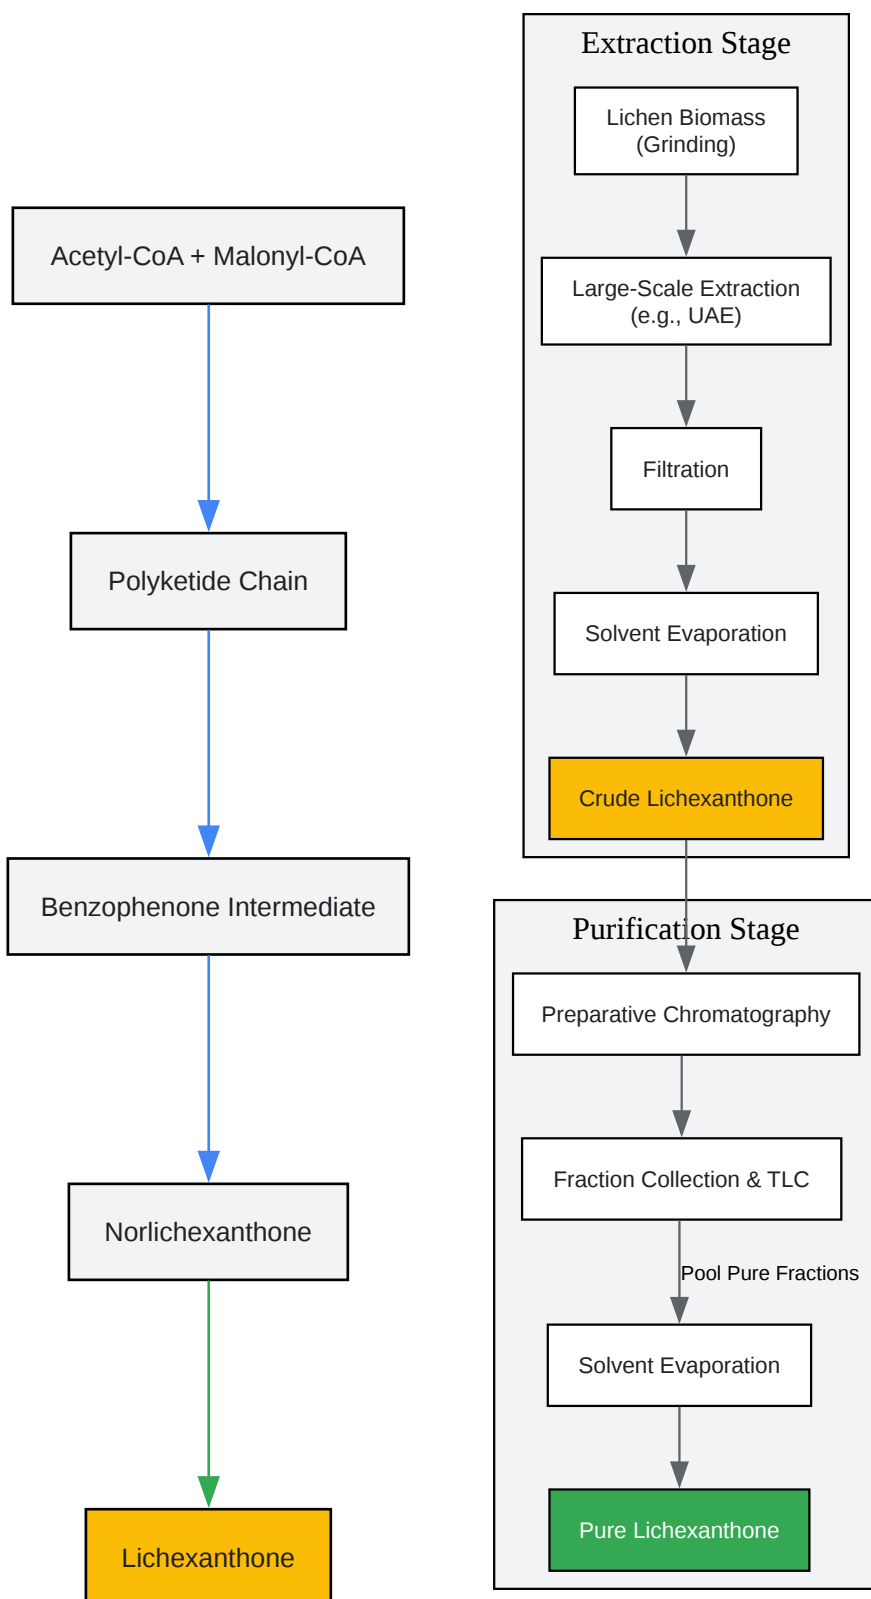 Acetyl-CoA + Malonyl-CoA
Polyketide Chain
Benzophenone Intermediate
Norlichexanthone
Lichexanthone
Extraction Stage
Lichen Biomass
(Grinding)
Large-Scale Extraction
(e.g., UAE)
Filtration
Solvent Evaporation
Crude Lichexanthone
Purification Stage
Preparative Chromatography
Fraction Collection & TLC
Pool Pure Fractions
Solvent Evaporation
Pure Lichexanthone